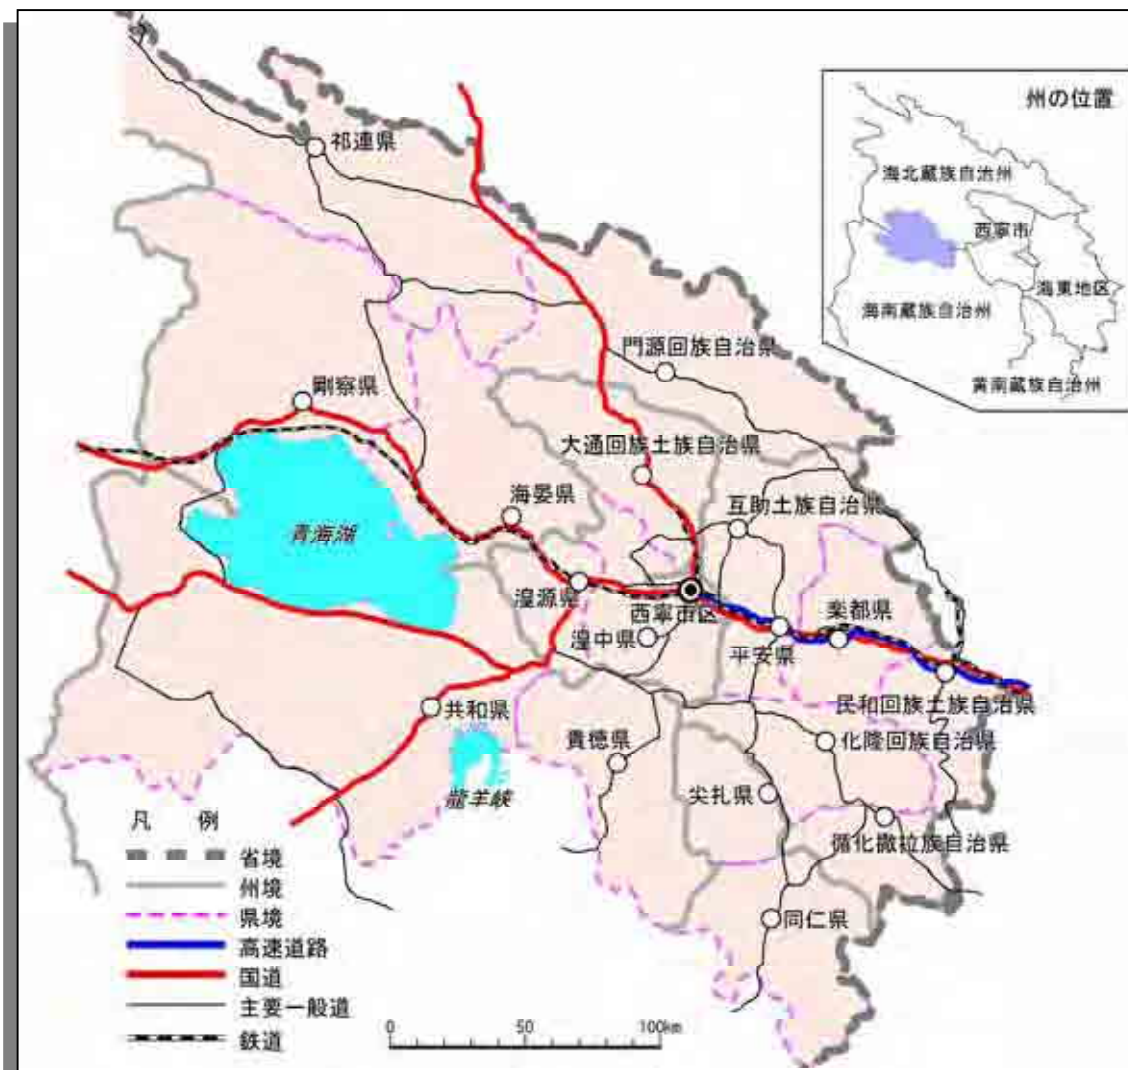 州の位置
海北蔵族自治州
西寧市
海東地区
海南蔵族自治州
黄南蔵族自治州
祁連県
門源回族自治県
剛察県
大通回族土族自治県
海晏県
互助土族自治県
青海湖
湟源県
西寧市区
楽都県
湟中県
平安県
民和回族土族自治県
共和県
貴徳県
化隆回族自治県
尖扎県
龍羊峡
循化撒拉族自治県
同仁県
凡 例
省境
州境
県境
高速道路
国道
主要一般道
鉄道
0 50 100km